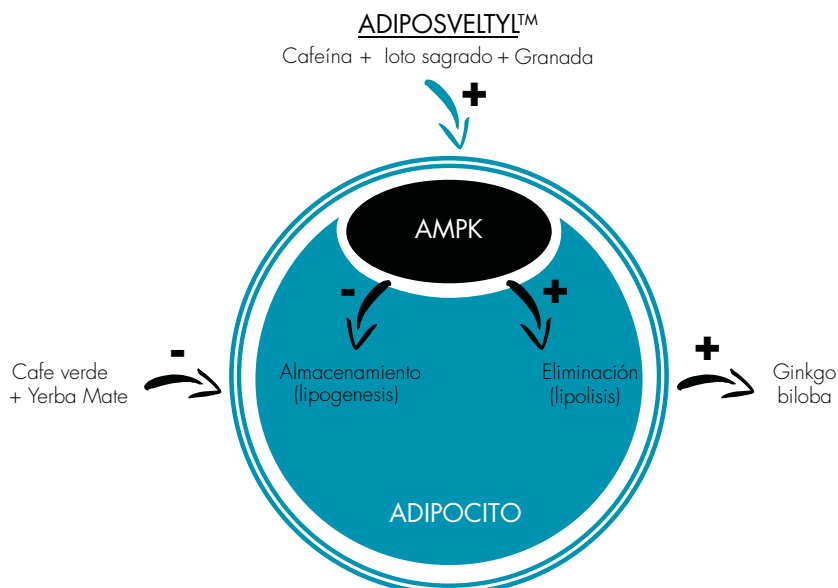 ADIPOSVELTYL™
Cafeína + loto sagrado + Granada
+
AMPK
-
+
Almacenamiento
(lipogenesis)
Eliminación
(lipolisis)
-
Cafe verde
+ Yerba Mate
+
Ginkgo
biloba
ADIPOCITO